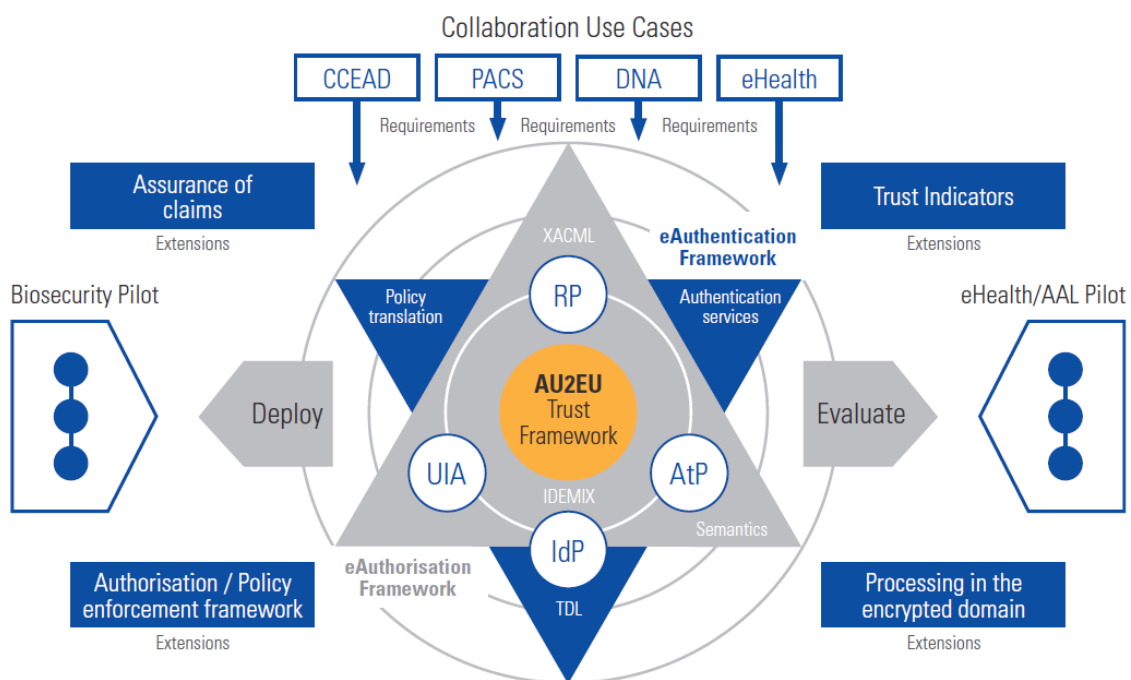 Collaboration Use Cases
CCEAD
PACS
DNA
eHealth
Requirements
Requirements
Requirements
Assurance of
claims
Extensions
Trust Indicators
Extensions
XACML
eAuthentication
Framework
RP
Policy
translation
Authentication
services
Biosecurity Pilot
eHealth/AAL Pilot
AU2EU
Trust
Framework
Deploy
Evaluate
UIA
AtP
IDEMIX
Semantics
IdP
eAuthorisation
Framework
TDL
Authorisation / Policy
enforcement framework
Extensions
Processing in the
encrypted domain
Extensions